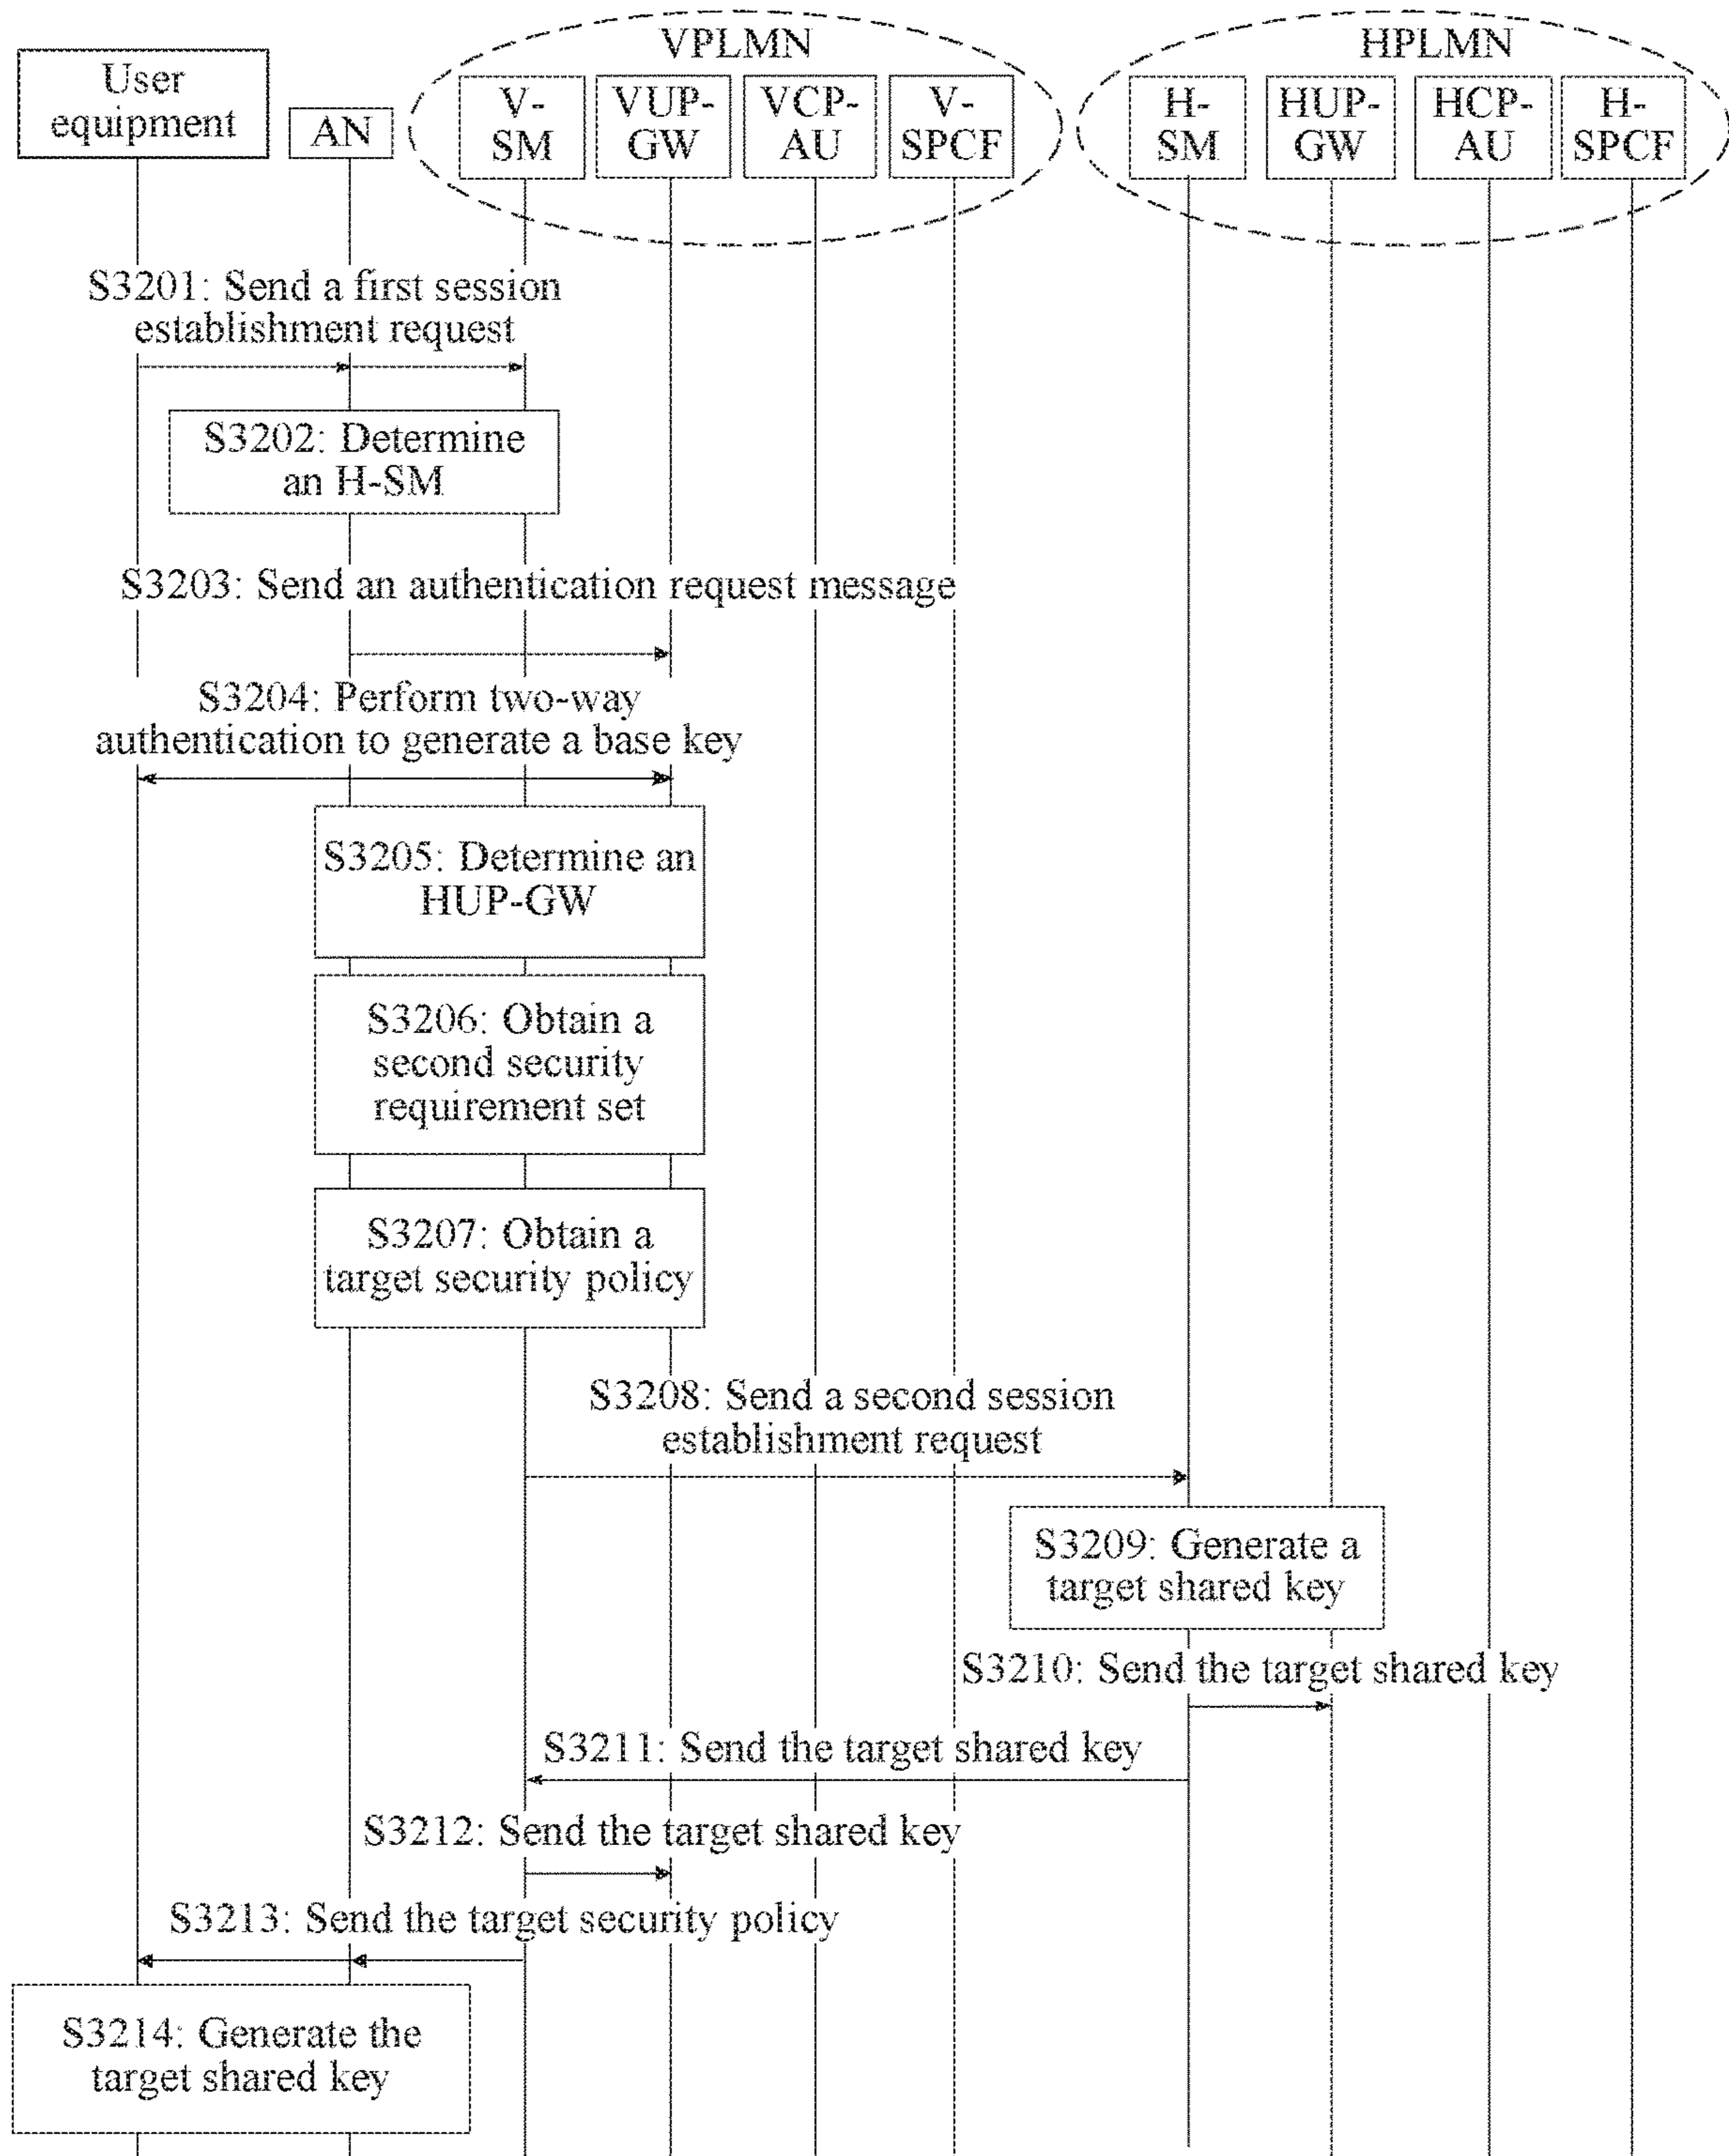 VPLMN
HPLMN
User
equipment
AN
V-
SM
VUP-
GW
VCP-
AU
V-
SPCF
H-
SM
HUP-
GW
HCP-
AU
H-
SPCF
S3201: Send a first session
establishment request
S3202: Determine
an H-SM
S3203: Send an authentication request message
S3204: Perform two-way
authentication to generate a base key
S3205: Determine an
HUP-GW
S3206: Obtain a
second security
requirement set
S3207: Obtain a
target security policy
S3208: Send a second session
establishment request
S3209: Generate a
target shared key
S3210: Send the target shared key
S3211: Send the target shared key
S3212: Send the target shared key
S3213: Send the target security policy
S3214: Generate the
target shared key